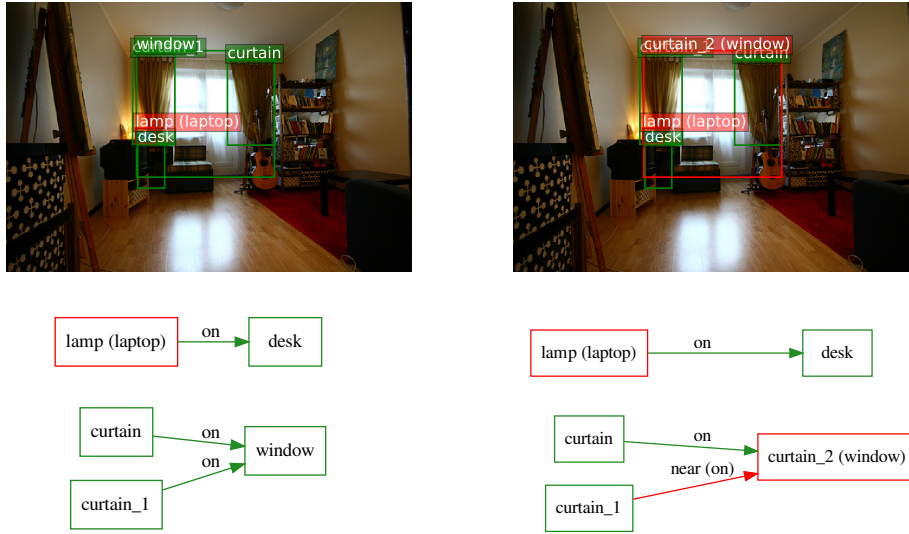 window
curtain_1
curtain
lamp (laptop)
desk
curtain_2 (window)
curtain
lamp (laptop)
desk
lamp (laptop)
on
desk
curtain
on
window
on
curtain_1
lamp (laptop)
on
desk
curtain
on
curtain_2 (window)
near (on)
curtain_1